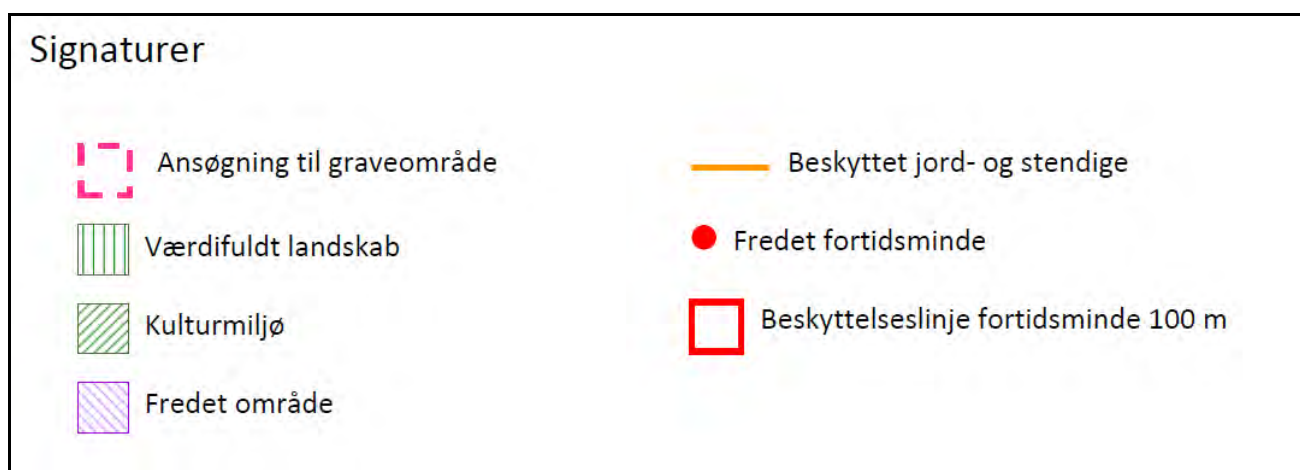 Signaturer
Ansøgning til graveområde
Værdifuldt landskab
Kulturmiljø
Fredet område
Beskyttet jord- og stendige
Fredet fortidsminde
Beskyttelseslinje fortidsminde 100 m